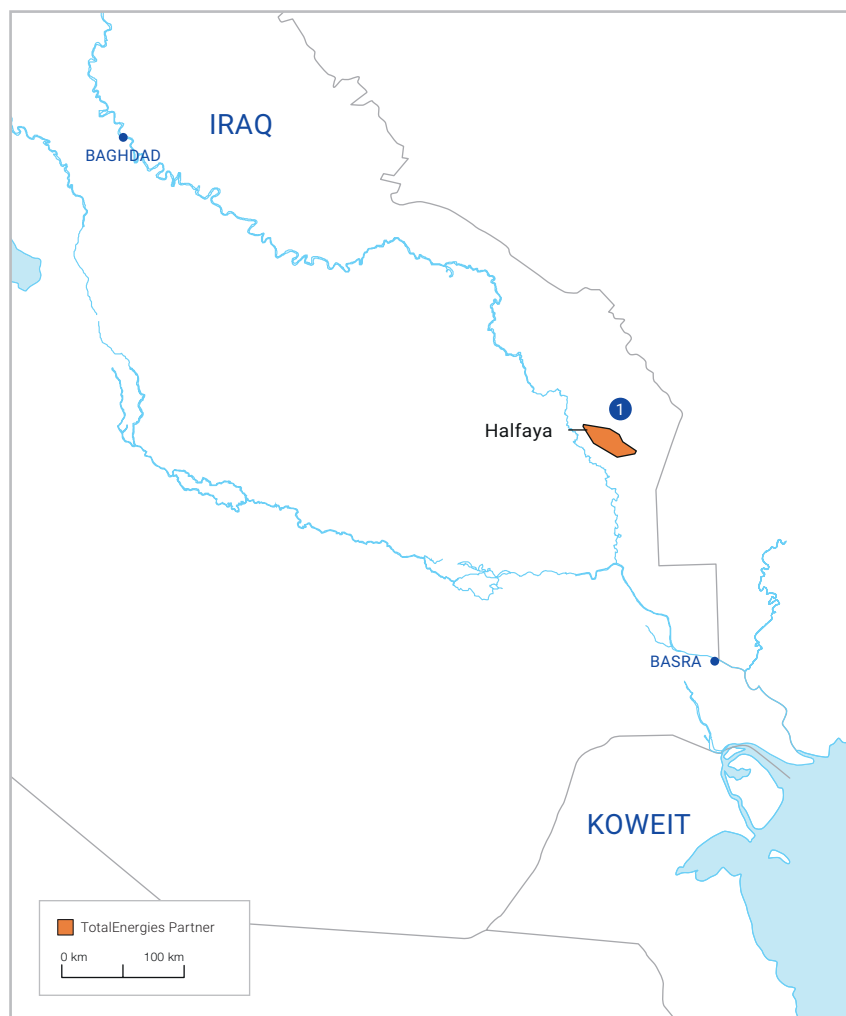 IRAQ
BAGHDAD
1
Halfaya
BASRA
KOWEIT
TotalEnergies Partner
0 km 100 km